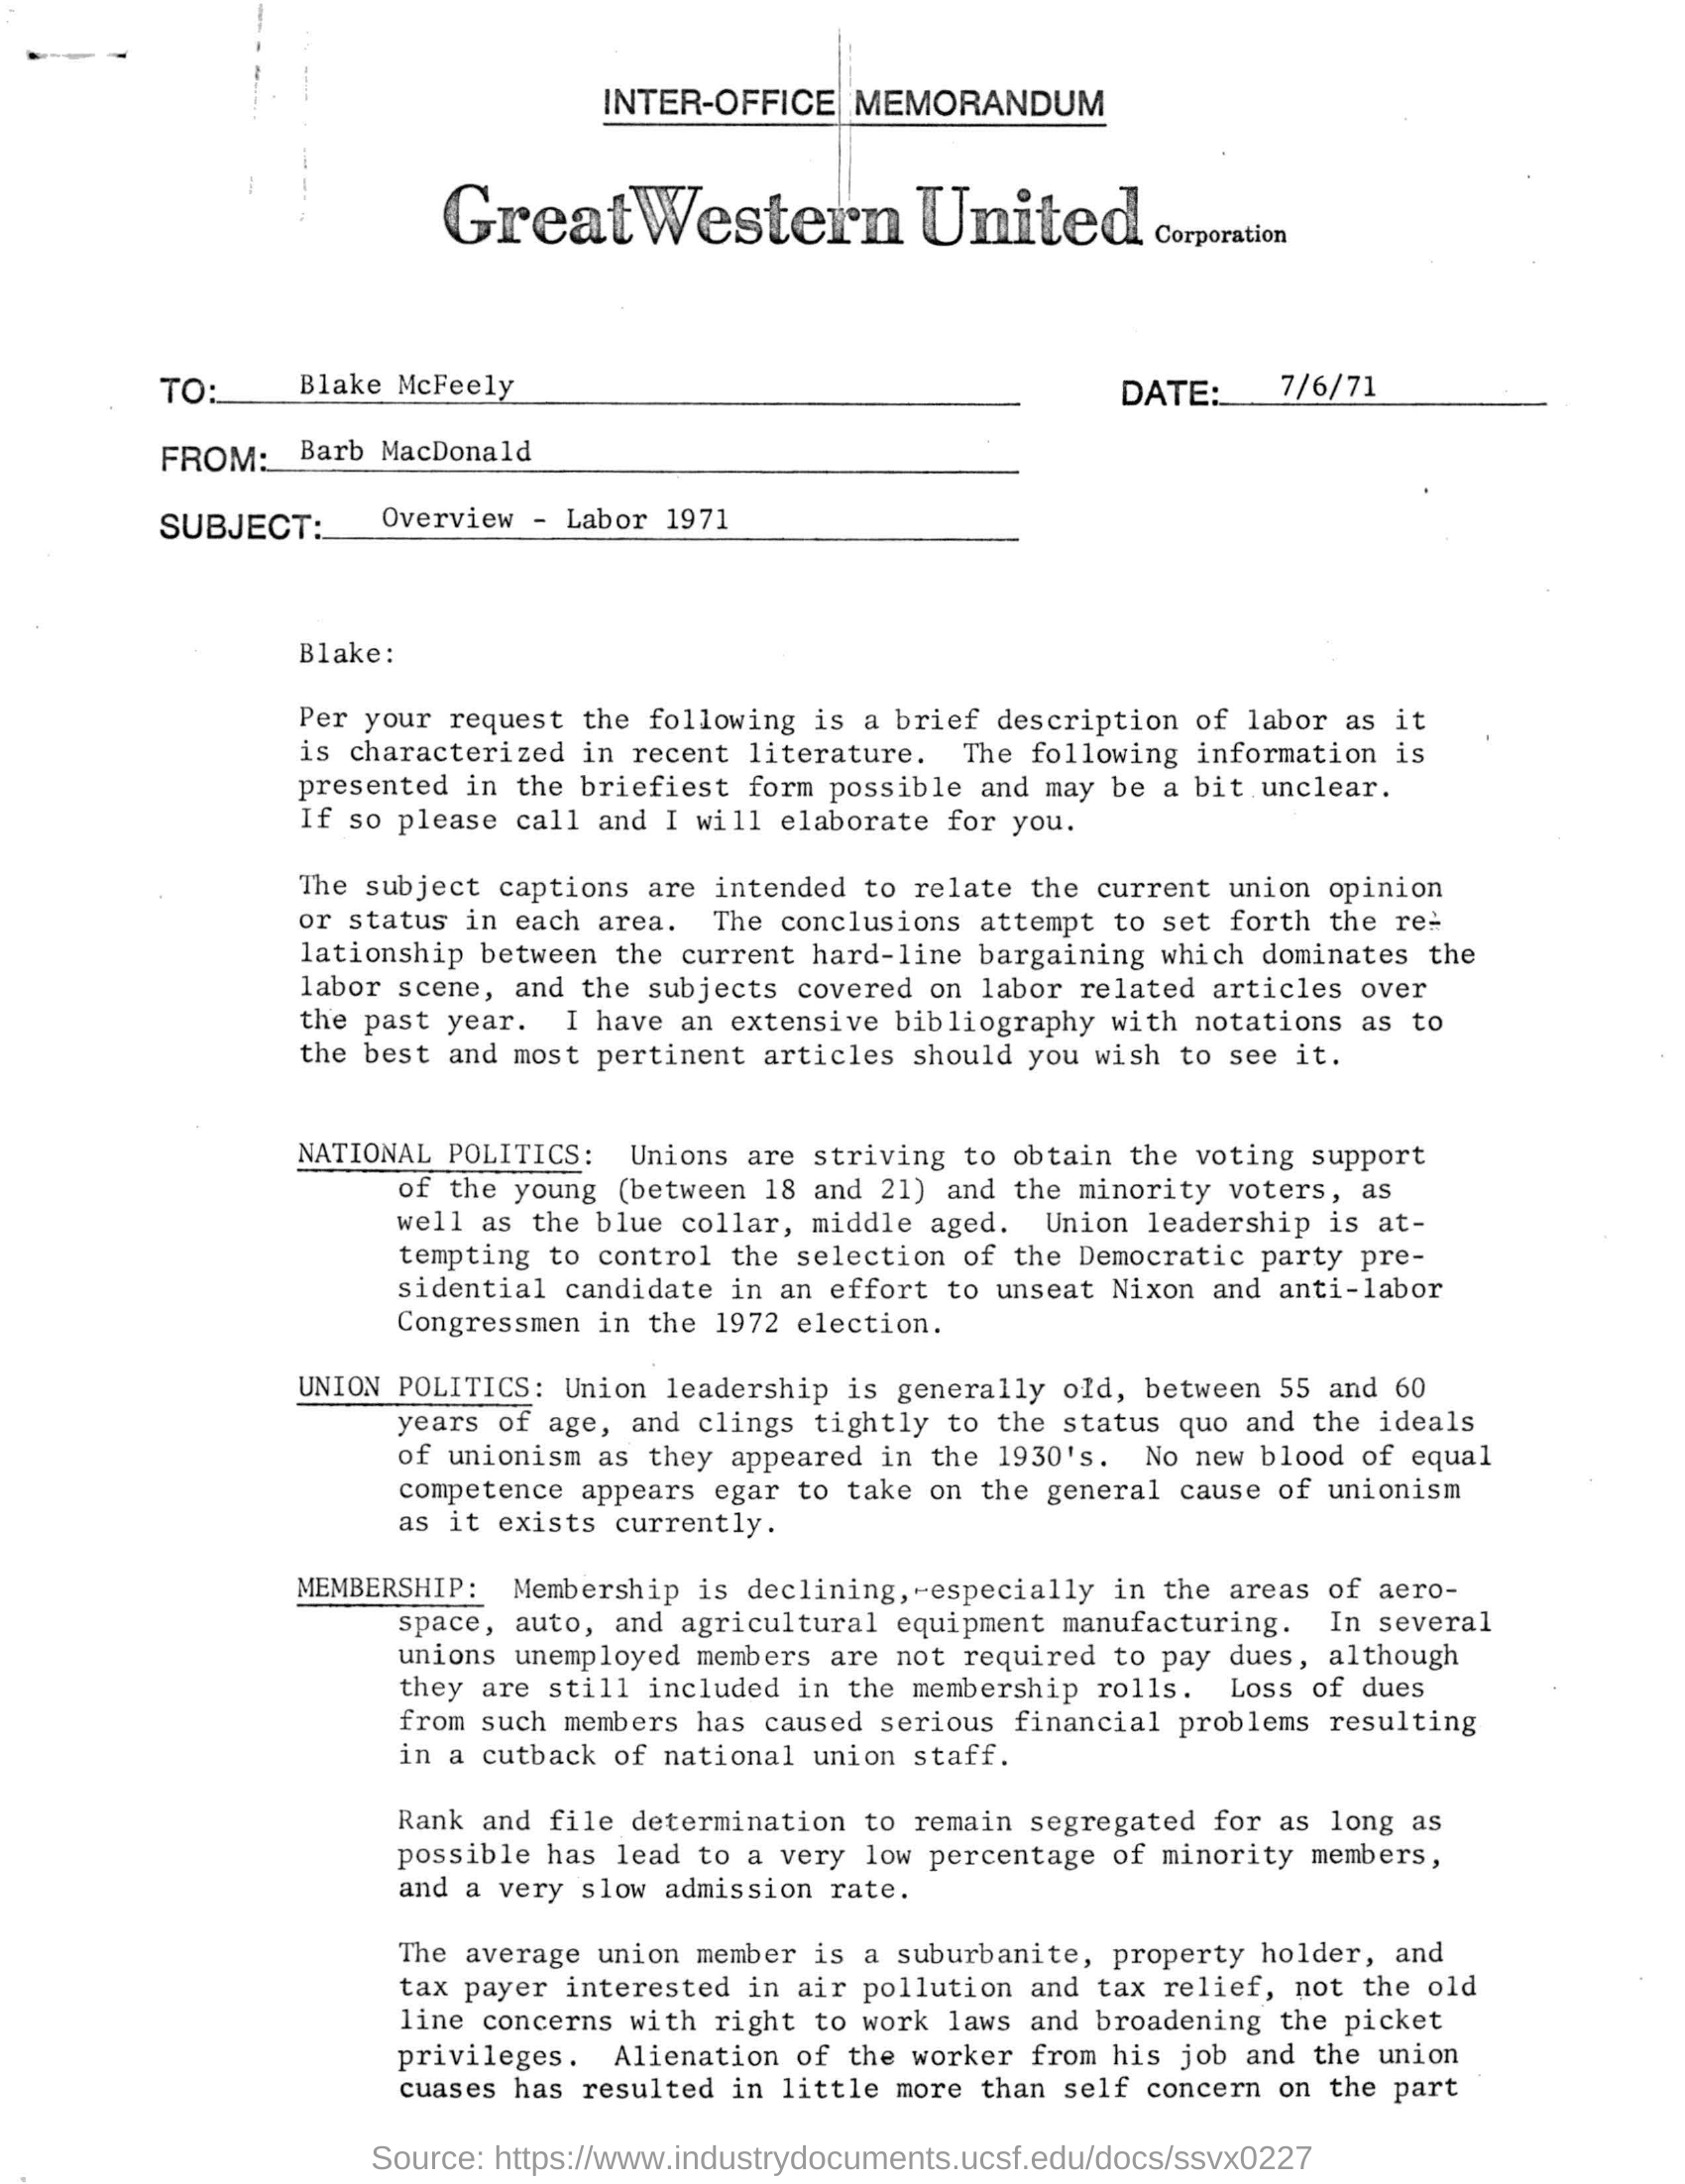 INTER-OFFICE MEMORANDUM
Great Western United Corporation
TO: Blake McFeely DATE: 7/6/71
FROM: Barb MacDonald
SUBJECT: Overview - Labor 1971
Blake:
Per your request the following is a brief description of labor as it
is characterized in recent literature. The following information is
presented in the briefiest form possible and may be a bit unclear.
If so please call and I will elaborate for you.
The subject captions are intended to relate the current union opinion
or status in each area. The conclusions attempt to set forth the re-
lationship between the current hard-line bargaining which dominates the
labor scene, and the subjects covered on labor related articles over
the past year. I have an extensive bibliography with notations as to
the best and most pertinent articles should you wish to see it.
NATIONAL POLITICS: Unions are striving to obtain the voting support
of the young (between 18 and 21) and the minority voters, as
well as the blue collar, middle aged. Union leadership is at-
tempting to control the selection of the Democratic party pre-
sidential candidate in an effort to unseat Nixon and anti-labor
Congressmen in the 1972 election.
UNION POLITICS: Union leadership is generally old, between 55 and 60
years of age, and clings tightly to the status quo and the ideals
of unionism as they appeared in the 1930's. No new blood of equal
competence appears egar to take on the general cause of unionism
as it exists currently.
MEMBERSHIP: Membership is declining,-especially in the areas of aero-
space, auto, and agricultural equipment manufacturing. In several
unions unemployed members are not required to pay dues, although
they are still included in the membership rolls. Loss of dues
from such members has caused serious financial problems resulting
in a cutback of national union staff.
Rank and file determination to remain segregated for as long as
possible has lead to a very low percentage of minority members,
and a very slow admission rate.
The average union member is a suburbanite, property holder, and
tax payer interested in air pollution and tax relief, not the old
line concerns with right to work laws and broadening the picket
privileges. Alienation of the worker from his job and the union
cuases has resulted in little more than self concern on the part
Source: https://www.industrydocuments.ucsf.edu/docs/ssvx0227